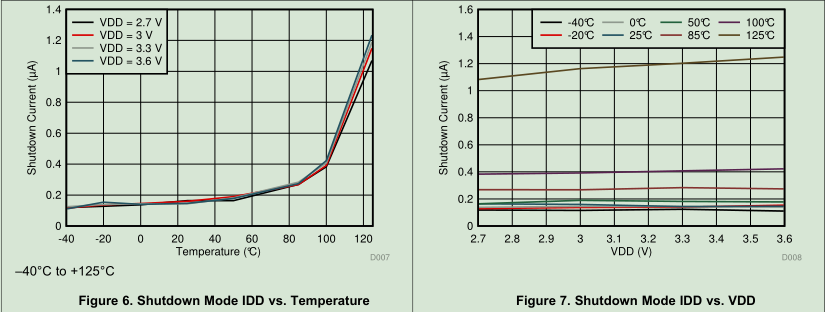 1.4
1.2
1
0.8
0.6
0.4
0.2
0
Shutdown Current (µA)
VDD = 2.7 V
VDD = 3 V
VDD = 3.3 V
VDD = 3.6 V
-40 -20 0 20 40 60 80 100 120
Temperature (°C)
D007
–40°C to +125°C
Figure 6. Shutdown Mode IDD vs. Temperature
1.6
1.4
1.2
1
0.8
0.6
0.4
0.2
0
Shutdown Current (µA)
-40°C 0°C 50°C 100°C
-20°C 25°C 85°C 125°C
2.7 2.8 2.9 3 3.1 3.2 3.3 3.4 3.5 3.6
VDD (V)
D008
Figure 7. Shutdown Mode IDD vs. VDD